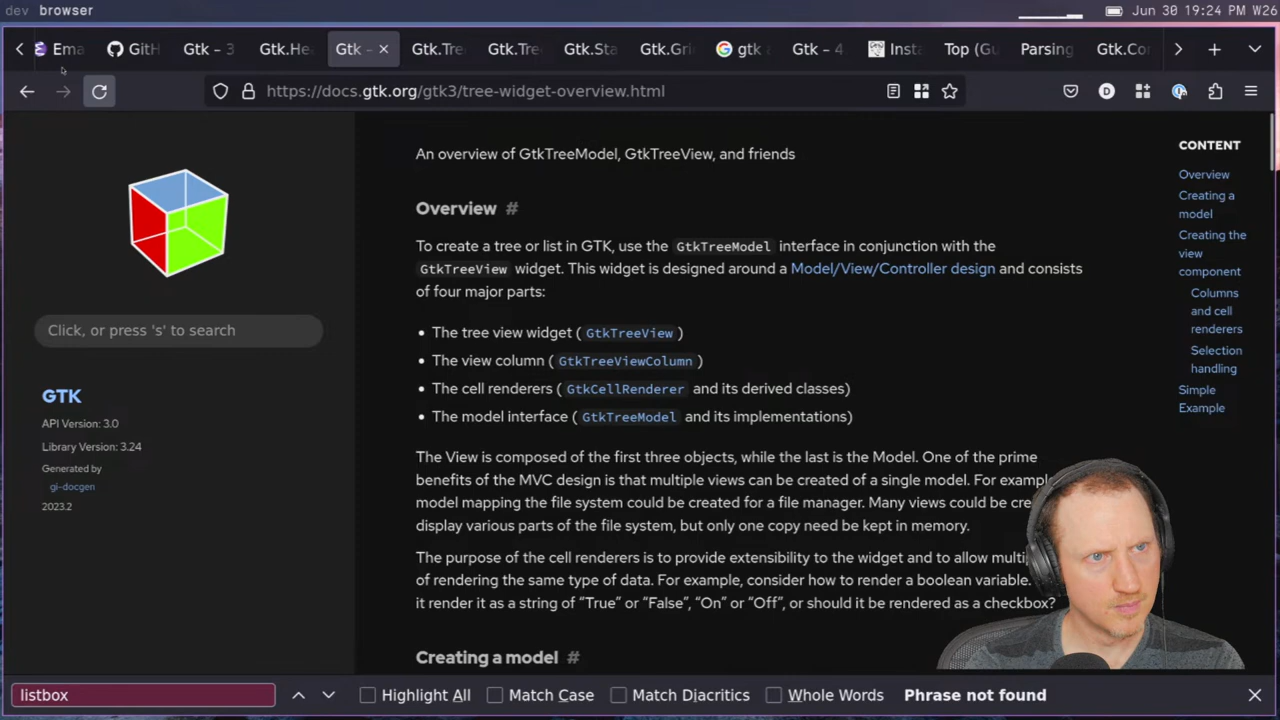 dev browser
Jun 30 19:24 PM W26
Ema
GitH
Gtk – 3
Gtk.He
Gtk –
Gtk.Tre
Gtk.Tre
Gtk.Sta
Gtk.Gri
gtk
Gtk – 4
Insta
Top (Gu
Parsing
Gtk.Cor
https://docs.gtk.org/gtk3/tree-widget-overview.html
D
Click, or press 's' to search
GTK
API Version: 3.0
Library Version: 3.24
Generated by
gi-docgen
2023.2
An overview of GtkTreeModel, GtkTreeView, and friends
Overview #
To create a tree or list in GTK, use the GtkTreeModel interface in conjunction with the
GtkTreeView widget. This widget is designed around a Model/View/Controller design and consists
of four major parts:
• The tree view widget ( GtkTreeView )
• The view column ( GtkTreeViewColumn )
• The cell renderers ( GtkCellRenderer and its derived classes)
• The model interface ( GtkTreeModel and its implementations)
The View is composed of the first three objects, while the last is the Model. One of the prime
benefits of the MVC design is that multiple views can be created of a single model. For exampl
model mapping the file system could be created for a file manager. Many views could be cre
display various parts of the file system, but only one copy need be kept in memory.
The purpose of the cell renderers is to provide extensibility to the widget and to allow multi
of rendering the same type of data. For example, consider how to render a boolean variable.
it render it as a string of “True” or “False”, “On” or “Off”, or should it be rendered as a checkbox?
Creating a model #
CONTENT
Overview
Creating a
model
Creating the
view
component
Columns
and cell
renderers
Selection
handling
Simple
Example
listbox
Highlight All
Match Case
Match Diacritics
Whole Words
Phrase not found